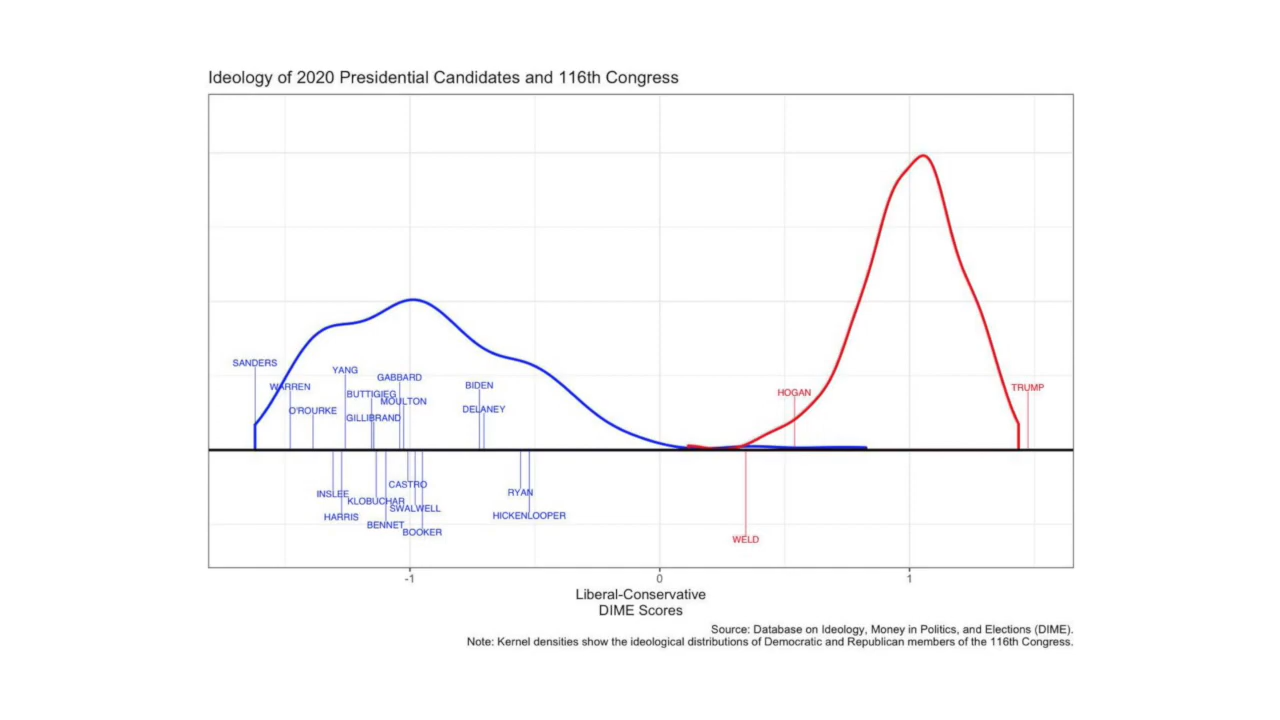 Ideology of 2020 Presidential Candidates and 116th Congress
SANDERS
YANG
GABBARD
WARREN
BIDEN
TRUMP
BUTTIGIEG
HOGAN
MOULTON
O'ROURKE
DELANEY
GILLIBRAND
CASTRO
INSLEE
RYAN
KLOBUCHAR
SWALWELL
HARRIS
HICKENLOOPER
BENNET
BOOKER
WELD
-1 0 1
Liberal-Conservative
DIME Scores
Source: Database on Ideology, Money in Politics, and Elections (DIME).
Note: Kernel densities show the ideological distributions of Democratic and Republican members of the 116th Congress.